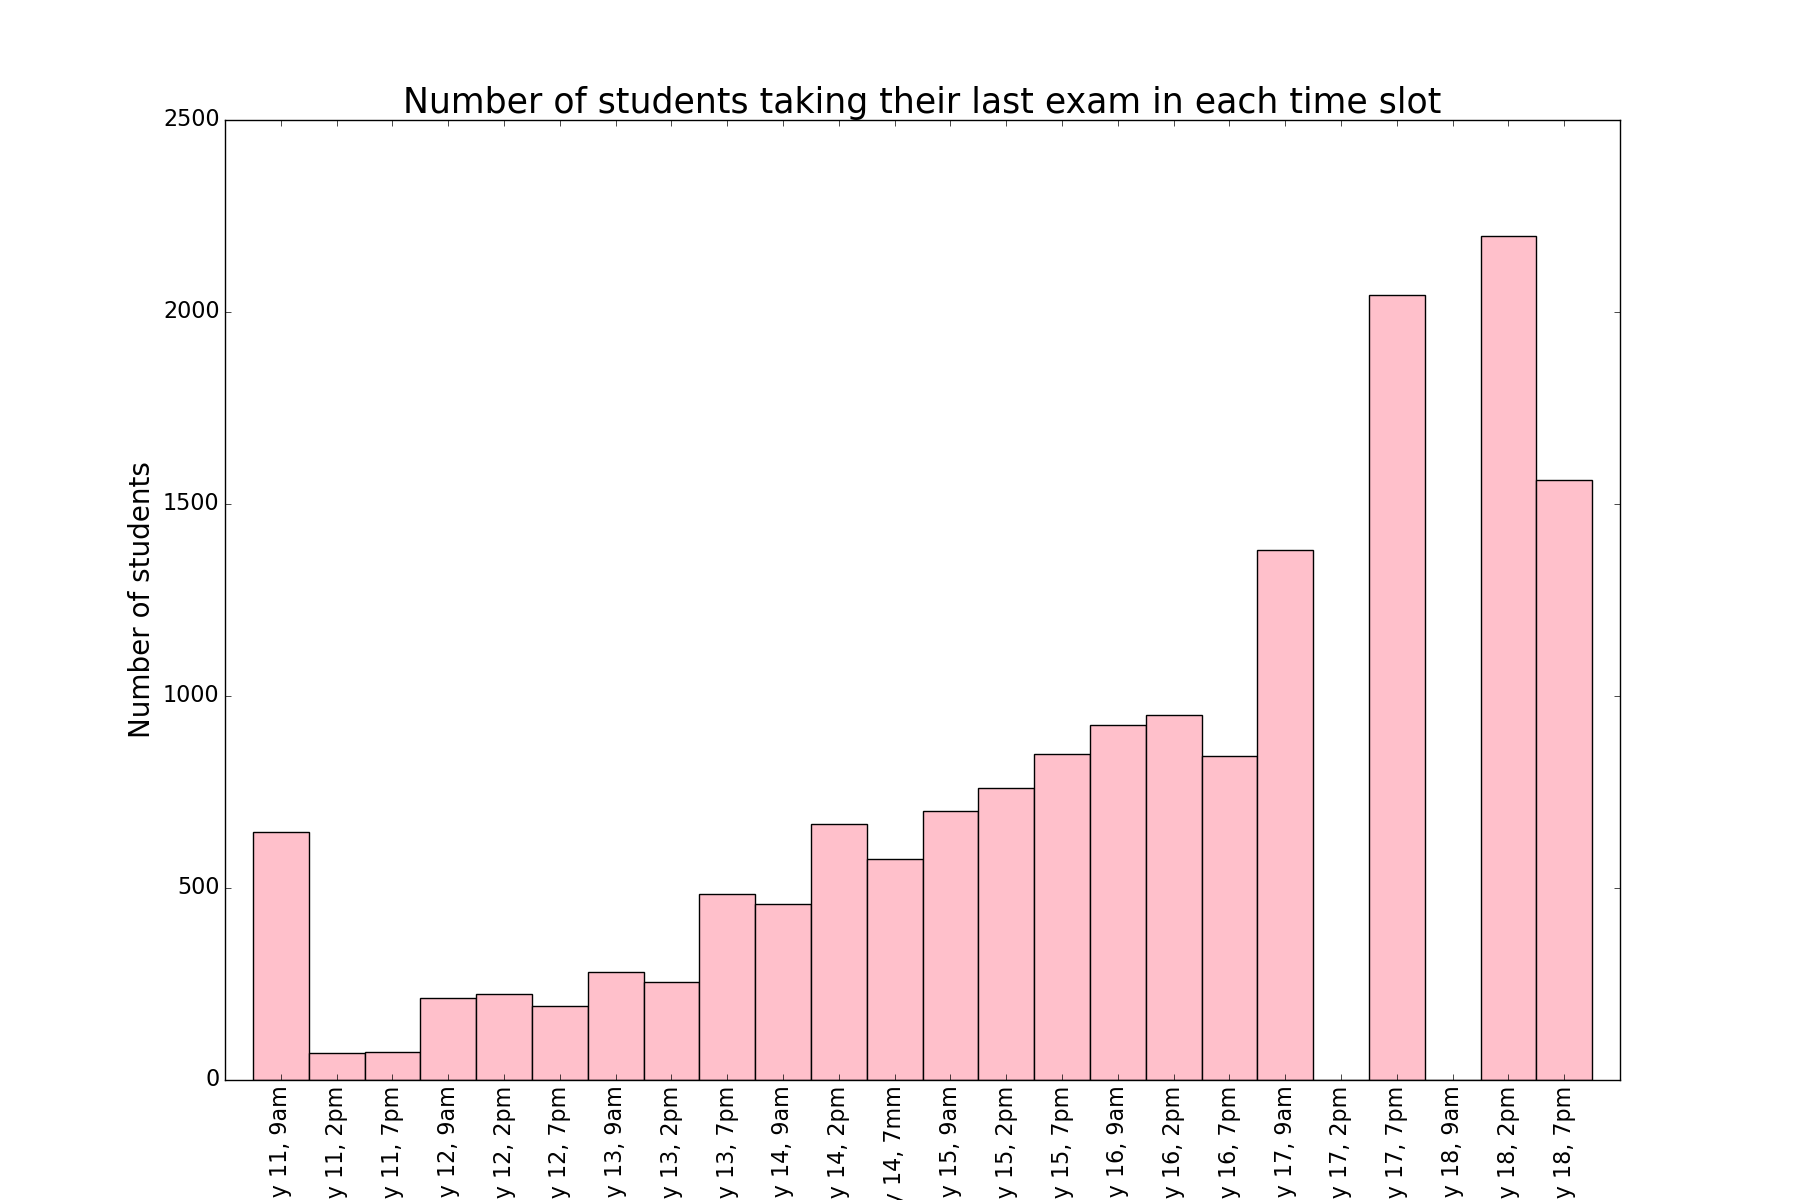 Number of students taking their last exam in each time slot
Number of students
2500
2000
1500
1000
500
0
y 11, 9am
y 11, 2pm
y 11, 7pm
y 12, 9am
y 12, 2pm
y 12, 7pm
y 13, 9am
y 13, 2pm
y 13, 7pm
y 14, 9am
y 14, 2pm
y 14, 7mm
y 15, 9am
y 15, 2pm
y 15, 7pm
y 16, 9am
y 16, 2pm
y 16, 7pm
y 17, 9am
y 17, 2pm
y 17, 7pm
y 18, 9am
y 18, 2pm
y 18, 7pm